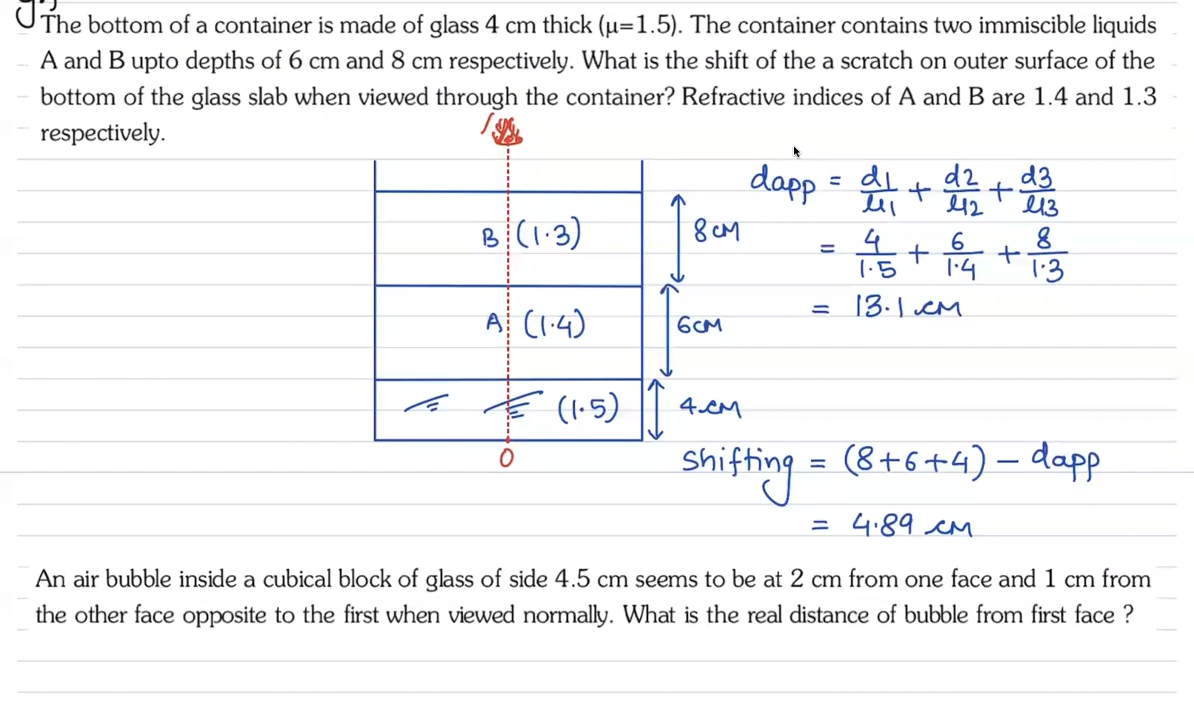 The bottom of a container is made of glass 4 cm thick (μ=1.5). The container contains two immiscible liquids
A and B upto depths of 6 cm and 8 cm respectively. What is the shift of the a scratch on outer surface of the
bottom of the glass slab when viewed through the container? Refractive indices of A and B are 1.4 and 1.3
respectively.
dapp = d1/μ1 + d2/μ2 + d3/μ3
B (1.3)
8cm
= 4/1.5 + 6/1.4 + 8/1.3
= 13.1 cm
A (1.4)
6cm
(1.5)
4cm
O
Shifting = (8+6+4) - dapp
= 4.89 cm
An air bubble inside a cubical block of glass of side 4.5 cm seems to be at 2 cm from one face and 1 cm from
the other face opposite to the first when viewed normally. What is the real distance of bubble from first face ?